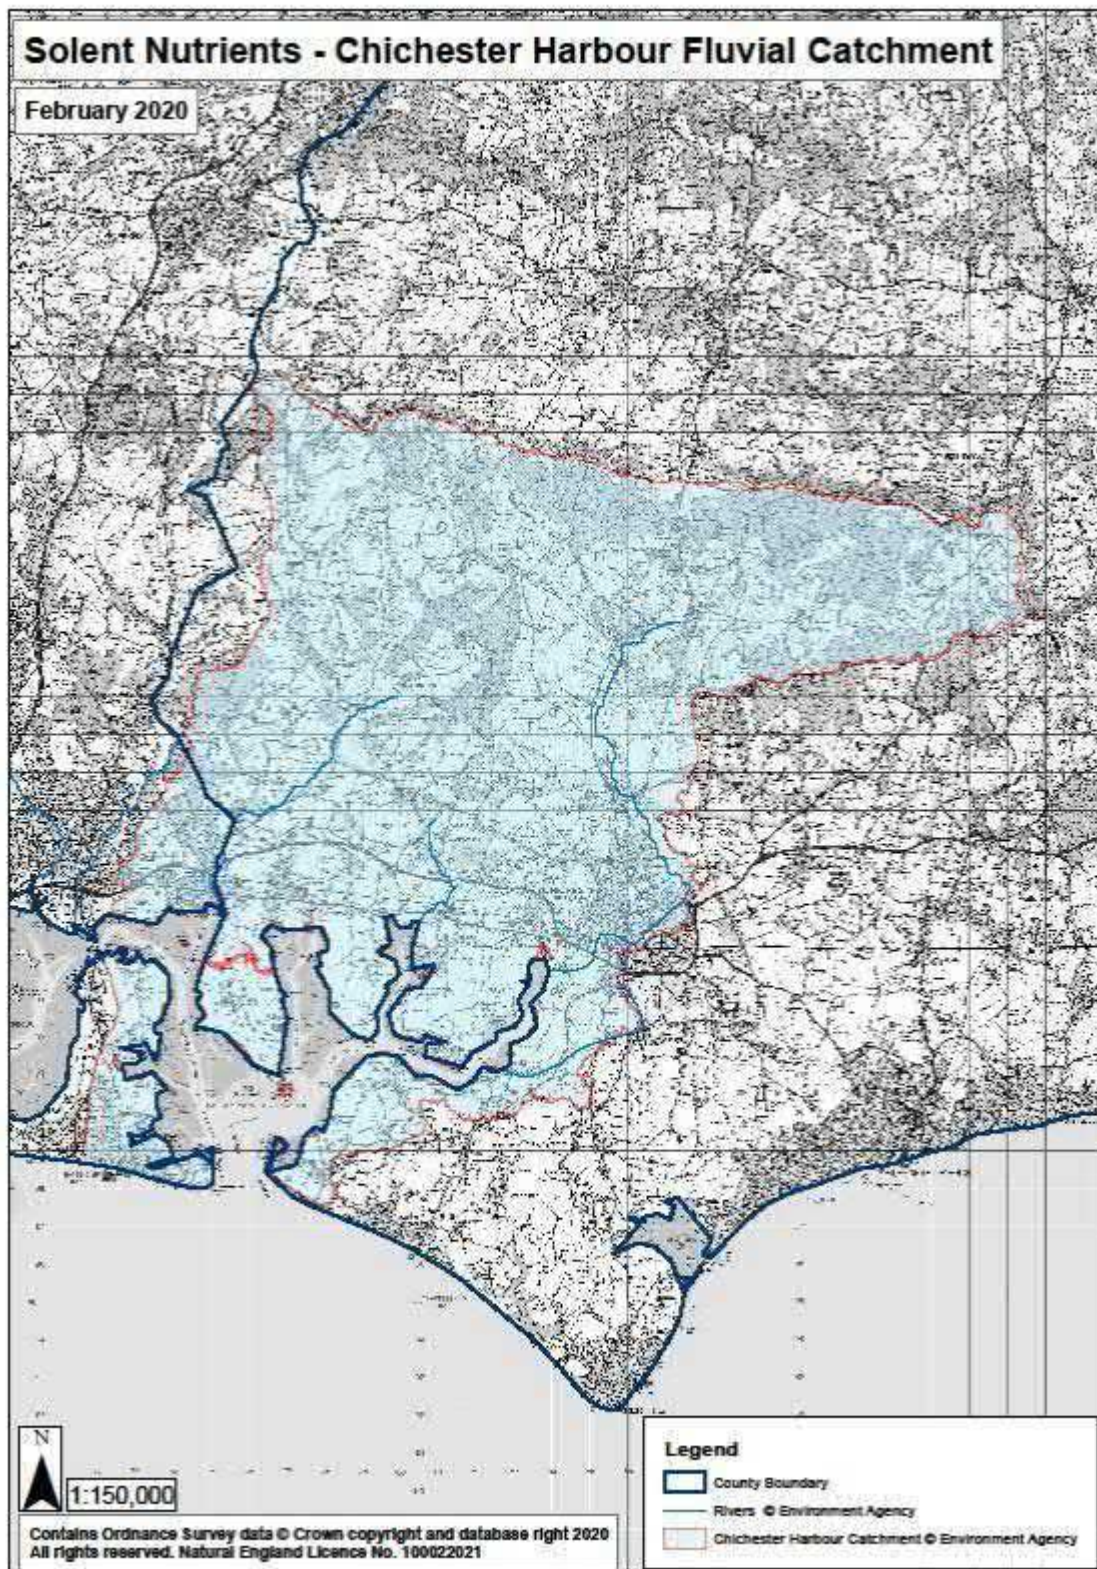 Solent Nutrients - Chichester Harbour Fluvial Catchment
February 2020
N
1:150,000
Contains Ordnance Survey data © Crown copyright and database right 2020
All rights reserved. Natural England Licence No. 100022021
Legend
County Boundary
Rivers © Environment Agency
Chichester Harbour Catchment © Environment Agency